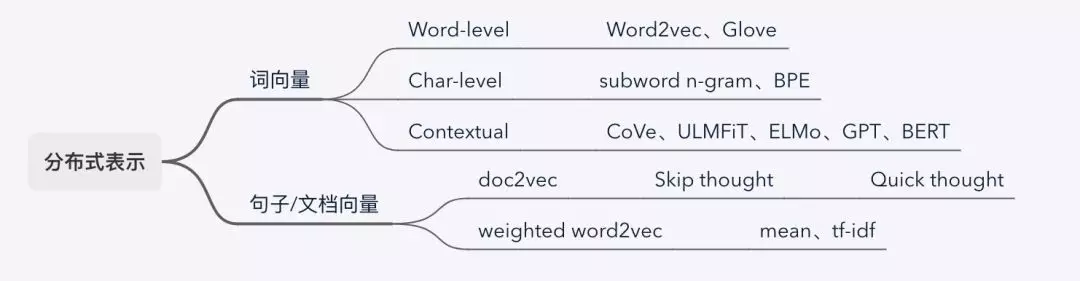 Word-level Word2vec、Glove
词向量
Char-level subword n-gram、BPE
Contextual CoVe、ULMFiT、ELMo、GPT、BERT
分布式表示
doc2vec Skip thought Quick thought
句子/文档向量
weighted word2vec mean、tf-idf